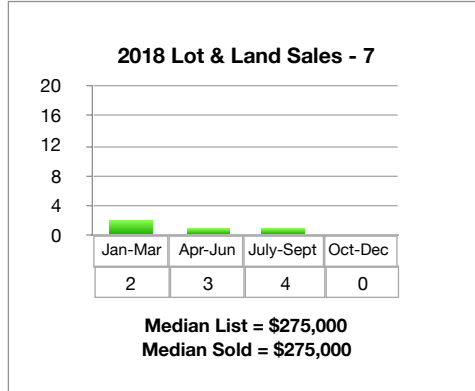 2018 Lot & Land Sales - 7
20
16
12
8
4
0
Jan-Mar Apr-Jun July-Sept Oct-Dec
2 3 4 0
Median List = $275,000
Median Sold = $275,000